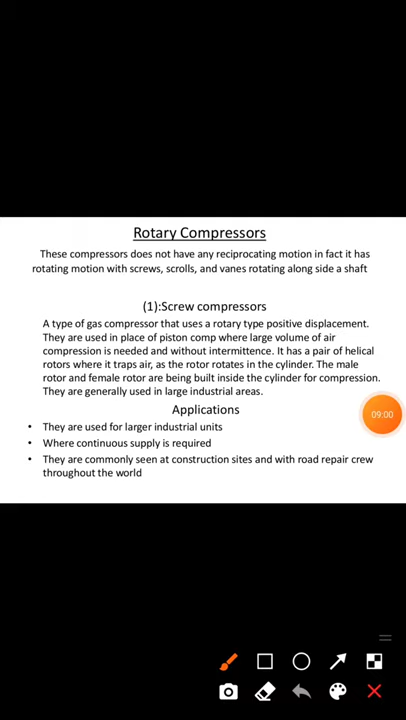 Rotary Compressors
These compressors does not have any reciprocating motion in fact it has
rotating motion with screws, scrolls, and vanes rotating along side a shaft
(1):Screw compressors
A type of gas compressor that uses a rotary type positive displacement.
They are used in place of piston comp where large volume of air
compression is needed and without intermittence. It has a pair of helical
rotors where it traps air, as the rotor rotates in the cylinder. The male
rotor and female rotor are being built inside the cylinder for compression.
They are generally used in large industrial areas.
Applications
• They are used for larger industrial units
• Where continuous supply is required
• They are commonly seen at construction sites and with road repair crew
throughout the world
09:00